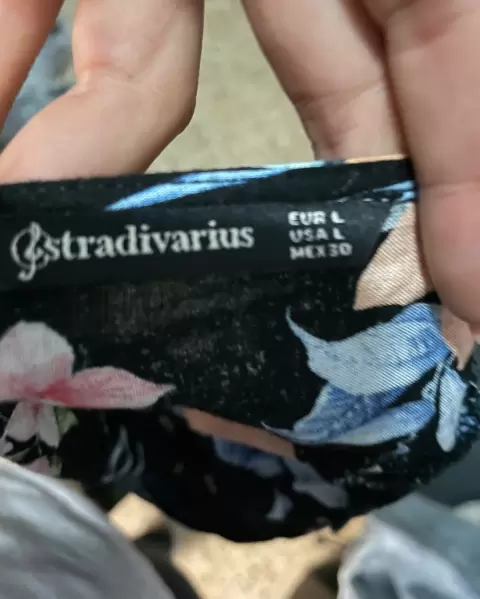 stradivarius
EUR L
USA L
MEX 30